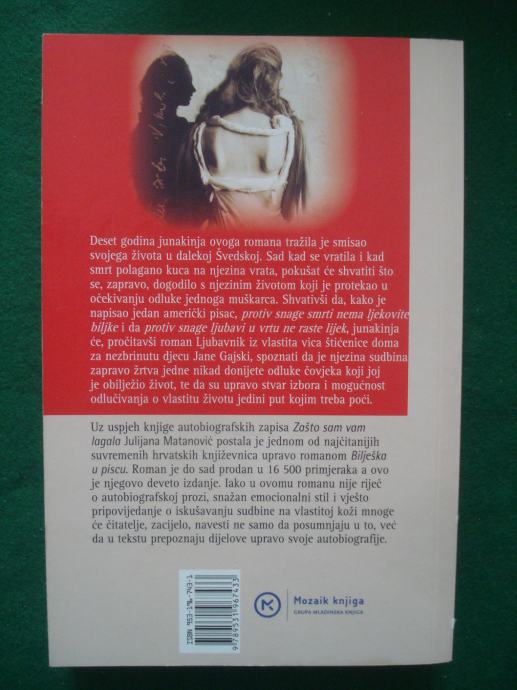 Deset godina junakinja ovoga romana tražila je smisao
svojega života u dalekoj Švedskoj. Sad kad se vratila i kad
smrt polagano kuca na njezina vrata, pokušat će shvatiti što
se, zapravo, dogodilo s njezinim životom koji je protekao u
očekivanju odluke jednoga muškarca. Shvativši da, kako je
napisao jedan američki pisac, protiv snage smrti nema ljekovite
biljke i da protiv snage ljubavi u vrtu ne raste lijek, junakinja
će, pročitavši roman Ljubavnik iz vlastita vica štićenice doma
za nezbrinutu djecu Jane Gajski, spoznati da je njezina sudbina
zapravo žrtva jedne nikad donijete odluke čovjeka koji joj
je obilježio život, te da su upravo stvar izbora i mogućnost
odlučivanja o vlastitu životu jedini put kojim treba poći.
Uz uspjeh knjige autobiografskih zapisa Zašto sam vam
lagala Julijana Matanović postala je jednom od najčitanijih
suvremenih hrvatskih književnica upravo romanom Bilješka
o piscu. Roman je do sad prodan u 16 500 primjeraka a ovo
je njegovo deveto izdanje. Iako u ovomu romanu nije riječ
o autobiografskoj prozi, snažan emocionalni stil i vješto
pripovijedanje o iskušavanju sudbine na vlastitoj koži mnoge
će čitatelje, zacijelo, navesti ne samo da posumnjaju u to, već
da u tekstu prepoznaju dijelove upravo svoje autobiografije.
ISBN 953-196-743-1
9 789531 967433
Mozaik knjiga
GRUPA MLADINSKA KNJIGA